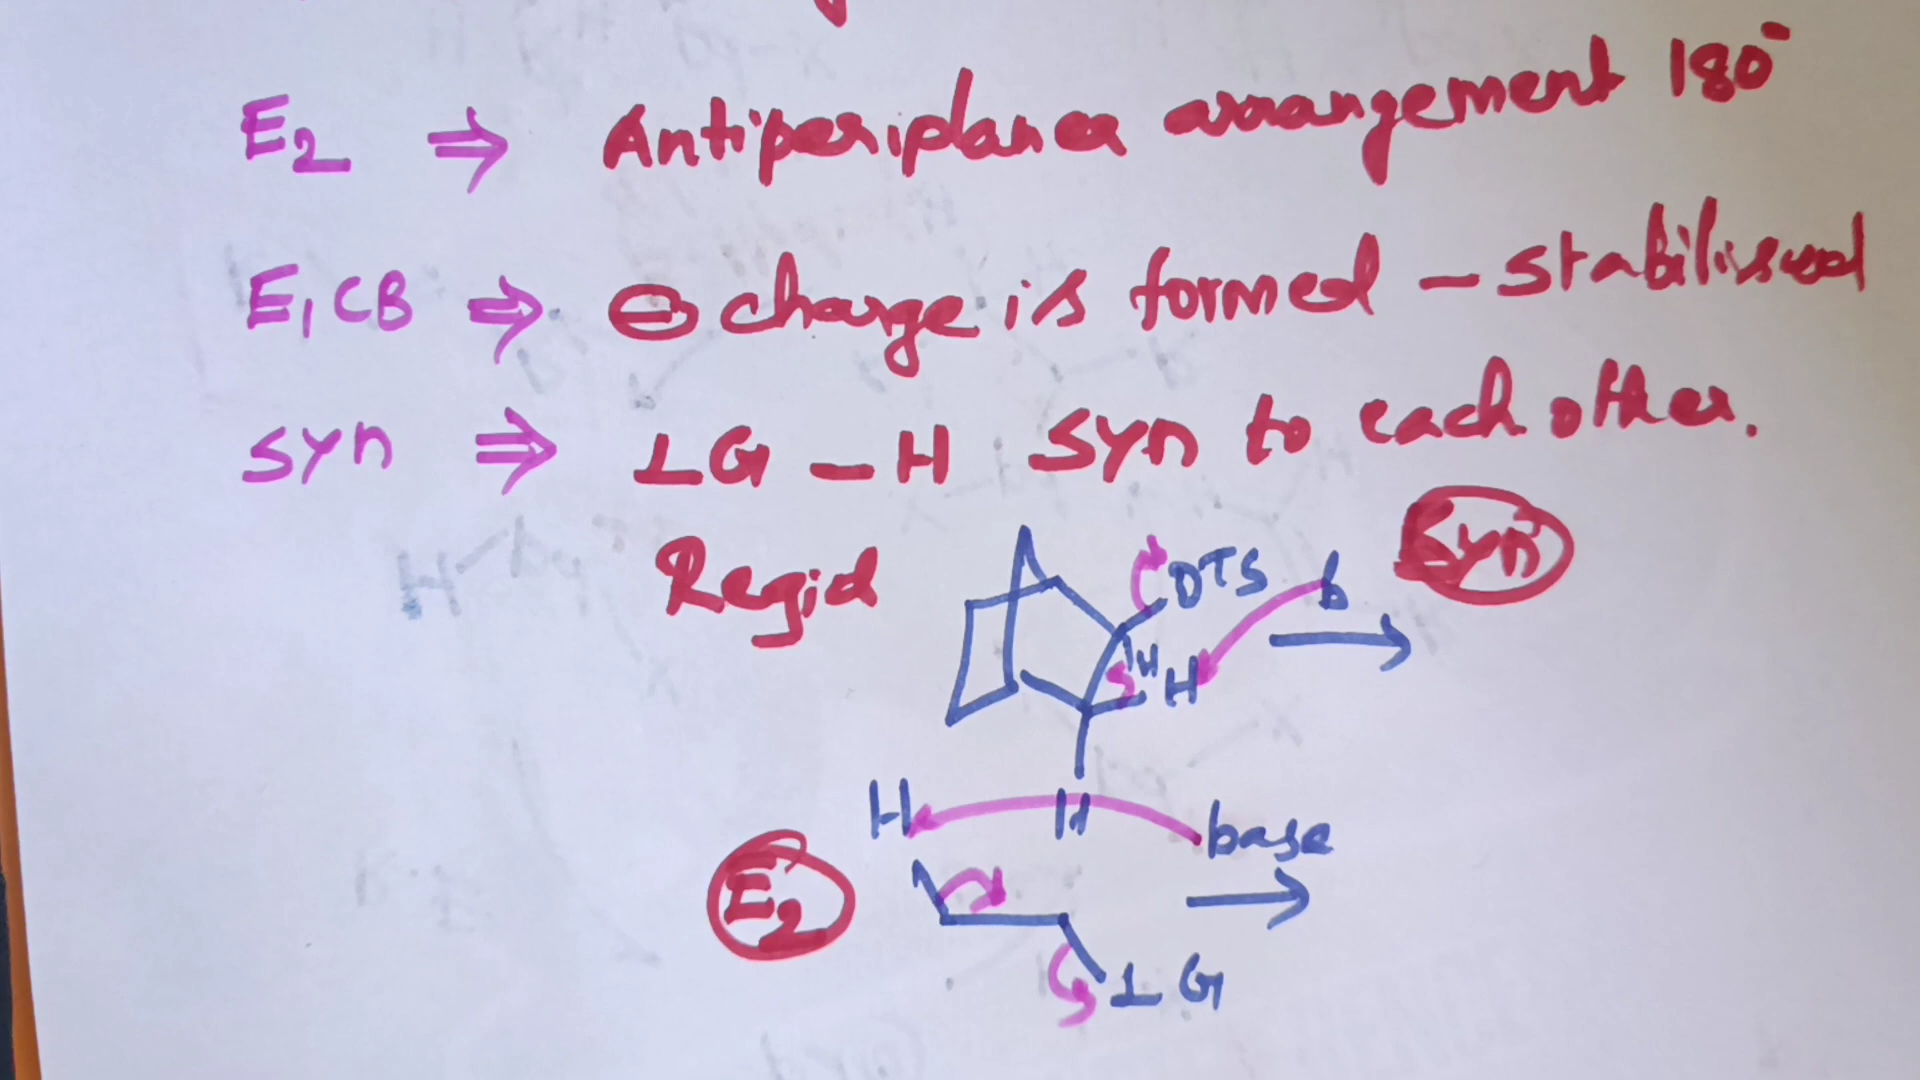 E2 ⇒ Antiperiplaner arrangement 180°
E1CB ⇒ ⊖ charge is formed - stabilised
SYn ⇒ LG - H SYn to each other.
Regid
Syn
OTS
b
H
H
H
H
base
E2
LG